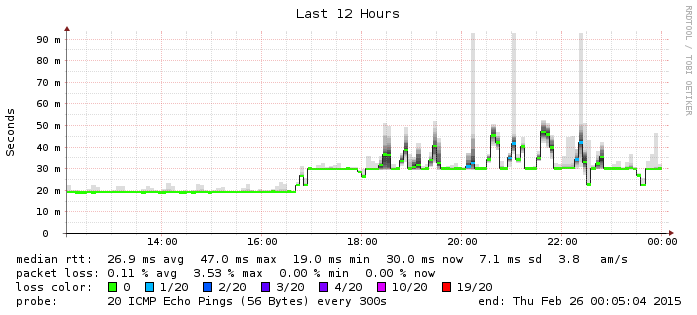 Last 12 Hours
RRDTOOL / TOBI OETIKER
Seconds
90 m
80 m
70 m
60 m
50 m
40 m
30 m
20 m
10 m
0
14:00 16:00 18:00 20:00 22:00 00:00
median rtt: 26.9 ms avg 47.0 ms max 19.0 ms min 30.0 ms now 7.1 ms sd 3.8 am/s
packet loss: 0.11 % avg 3.53 % max 0.00 % min 0.00 % now
loss color: 0 1/20 2/20 3/20 4/20 10/20 19/20
probe: 20 ICMP Echo Pings (56 Bytes) every 300s end: Thu Feb 26 00:05:04 2015